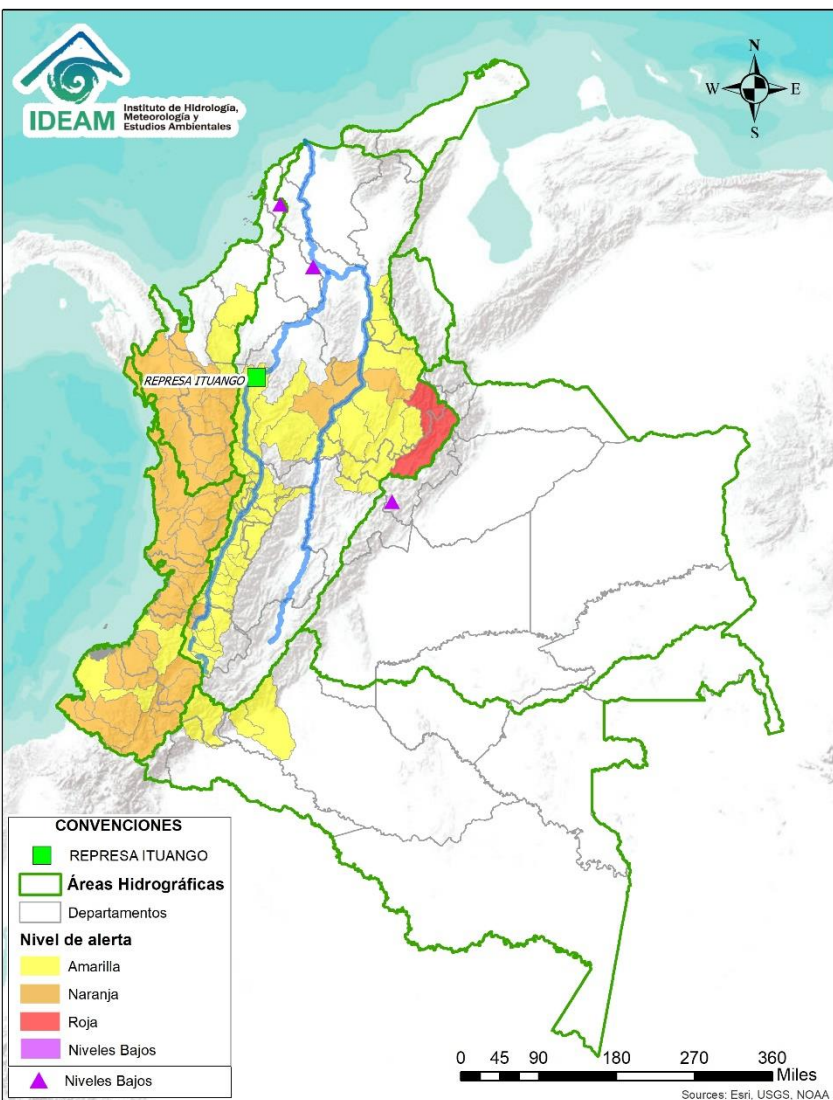 IDEAM
Instituto de Hidrología,
Meteorología y
Estudios Ambientales
N
W
E
S
REPRESA ITUANGO
CONVENCIONES
REPRESA ITUANGO
Áreas Hidrográficas
Departamentos
Nivel de alerta
Amarilla
Naranja
Roja
Niveles Bajos
Niveles Bajos
0 45 90 180 270 360
Miles
Sources: Esri, USGS, NOAA